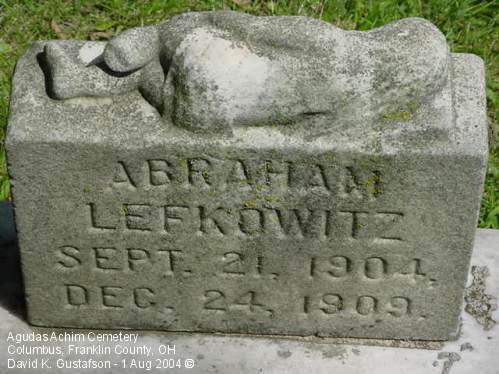 ABRAHAM
LEFKOWITZ
SEPT. 21, 1904,
DEC. 24, 1909.
Agudas Achim Cemetery
Columbus, Franklin County, OH
David K. Gustafson - 1 Aug 2004 ©